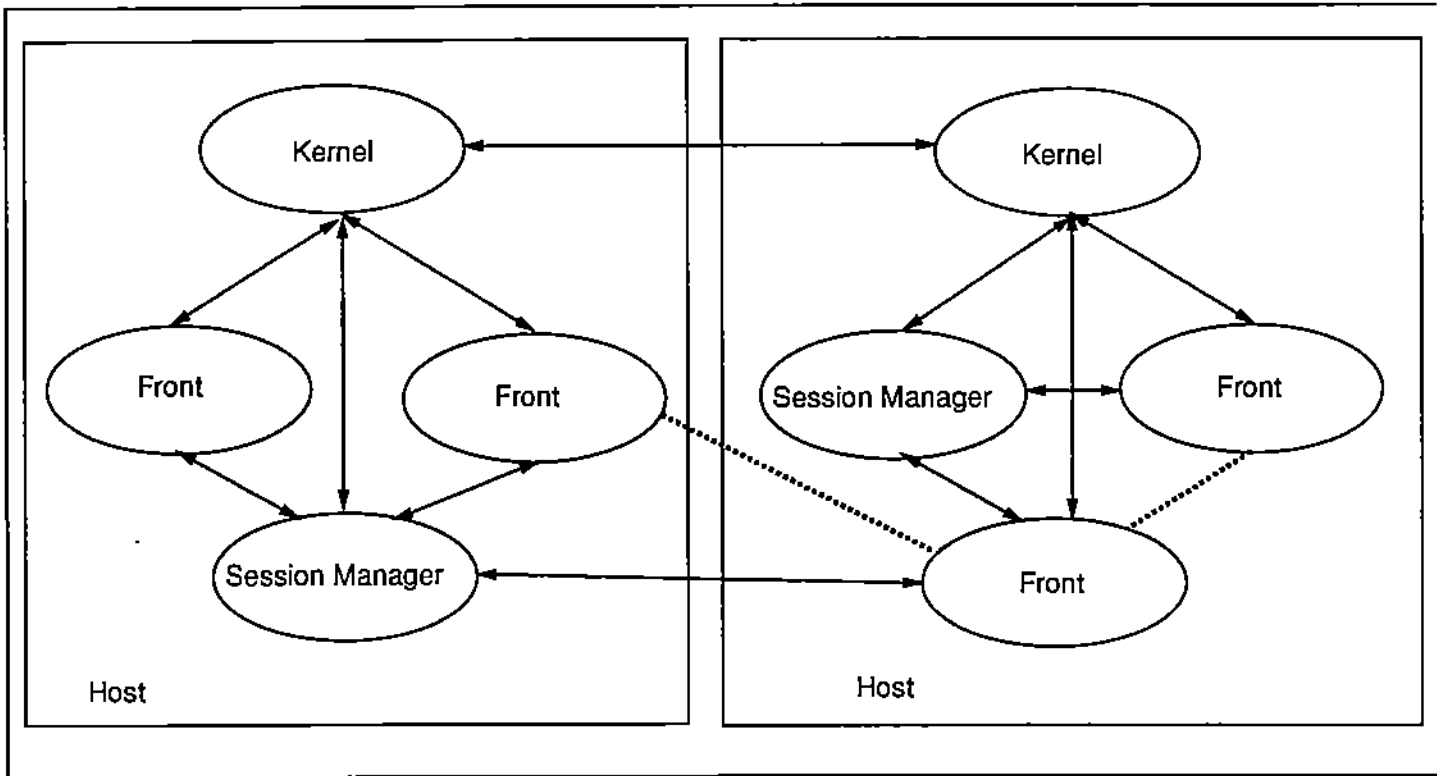 Kernel
Front
Front
Session Manager
Host
Kernel
Session Manager
Front
Front
Host